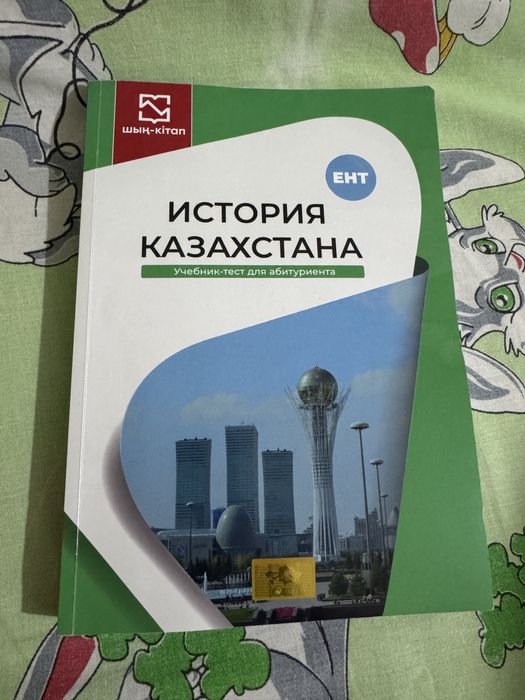 шың-кітап
ЕНТ
ИСТОРИЯ
КАЗАХСТАНА
Учебник-тест для абитуриента